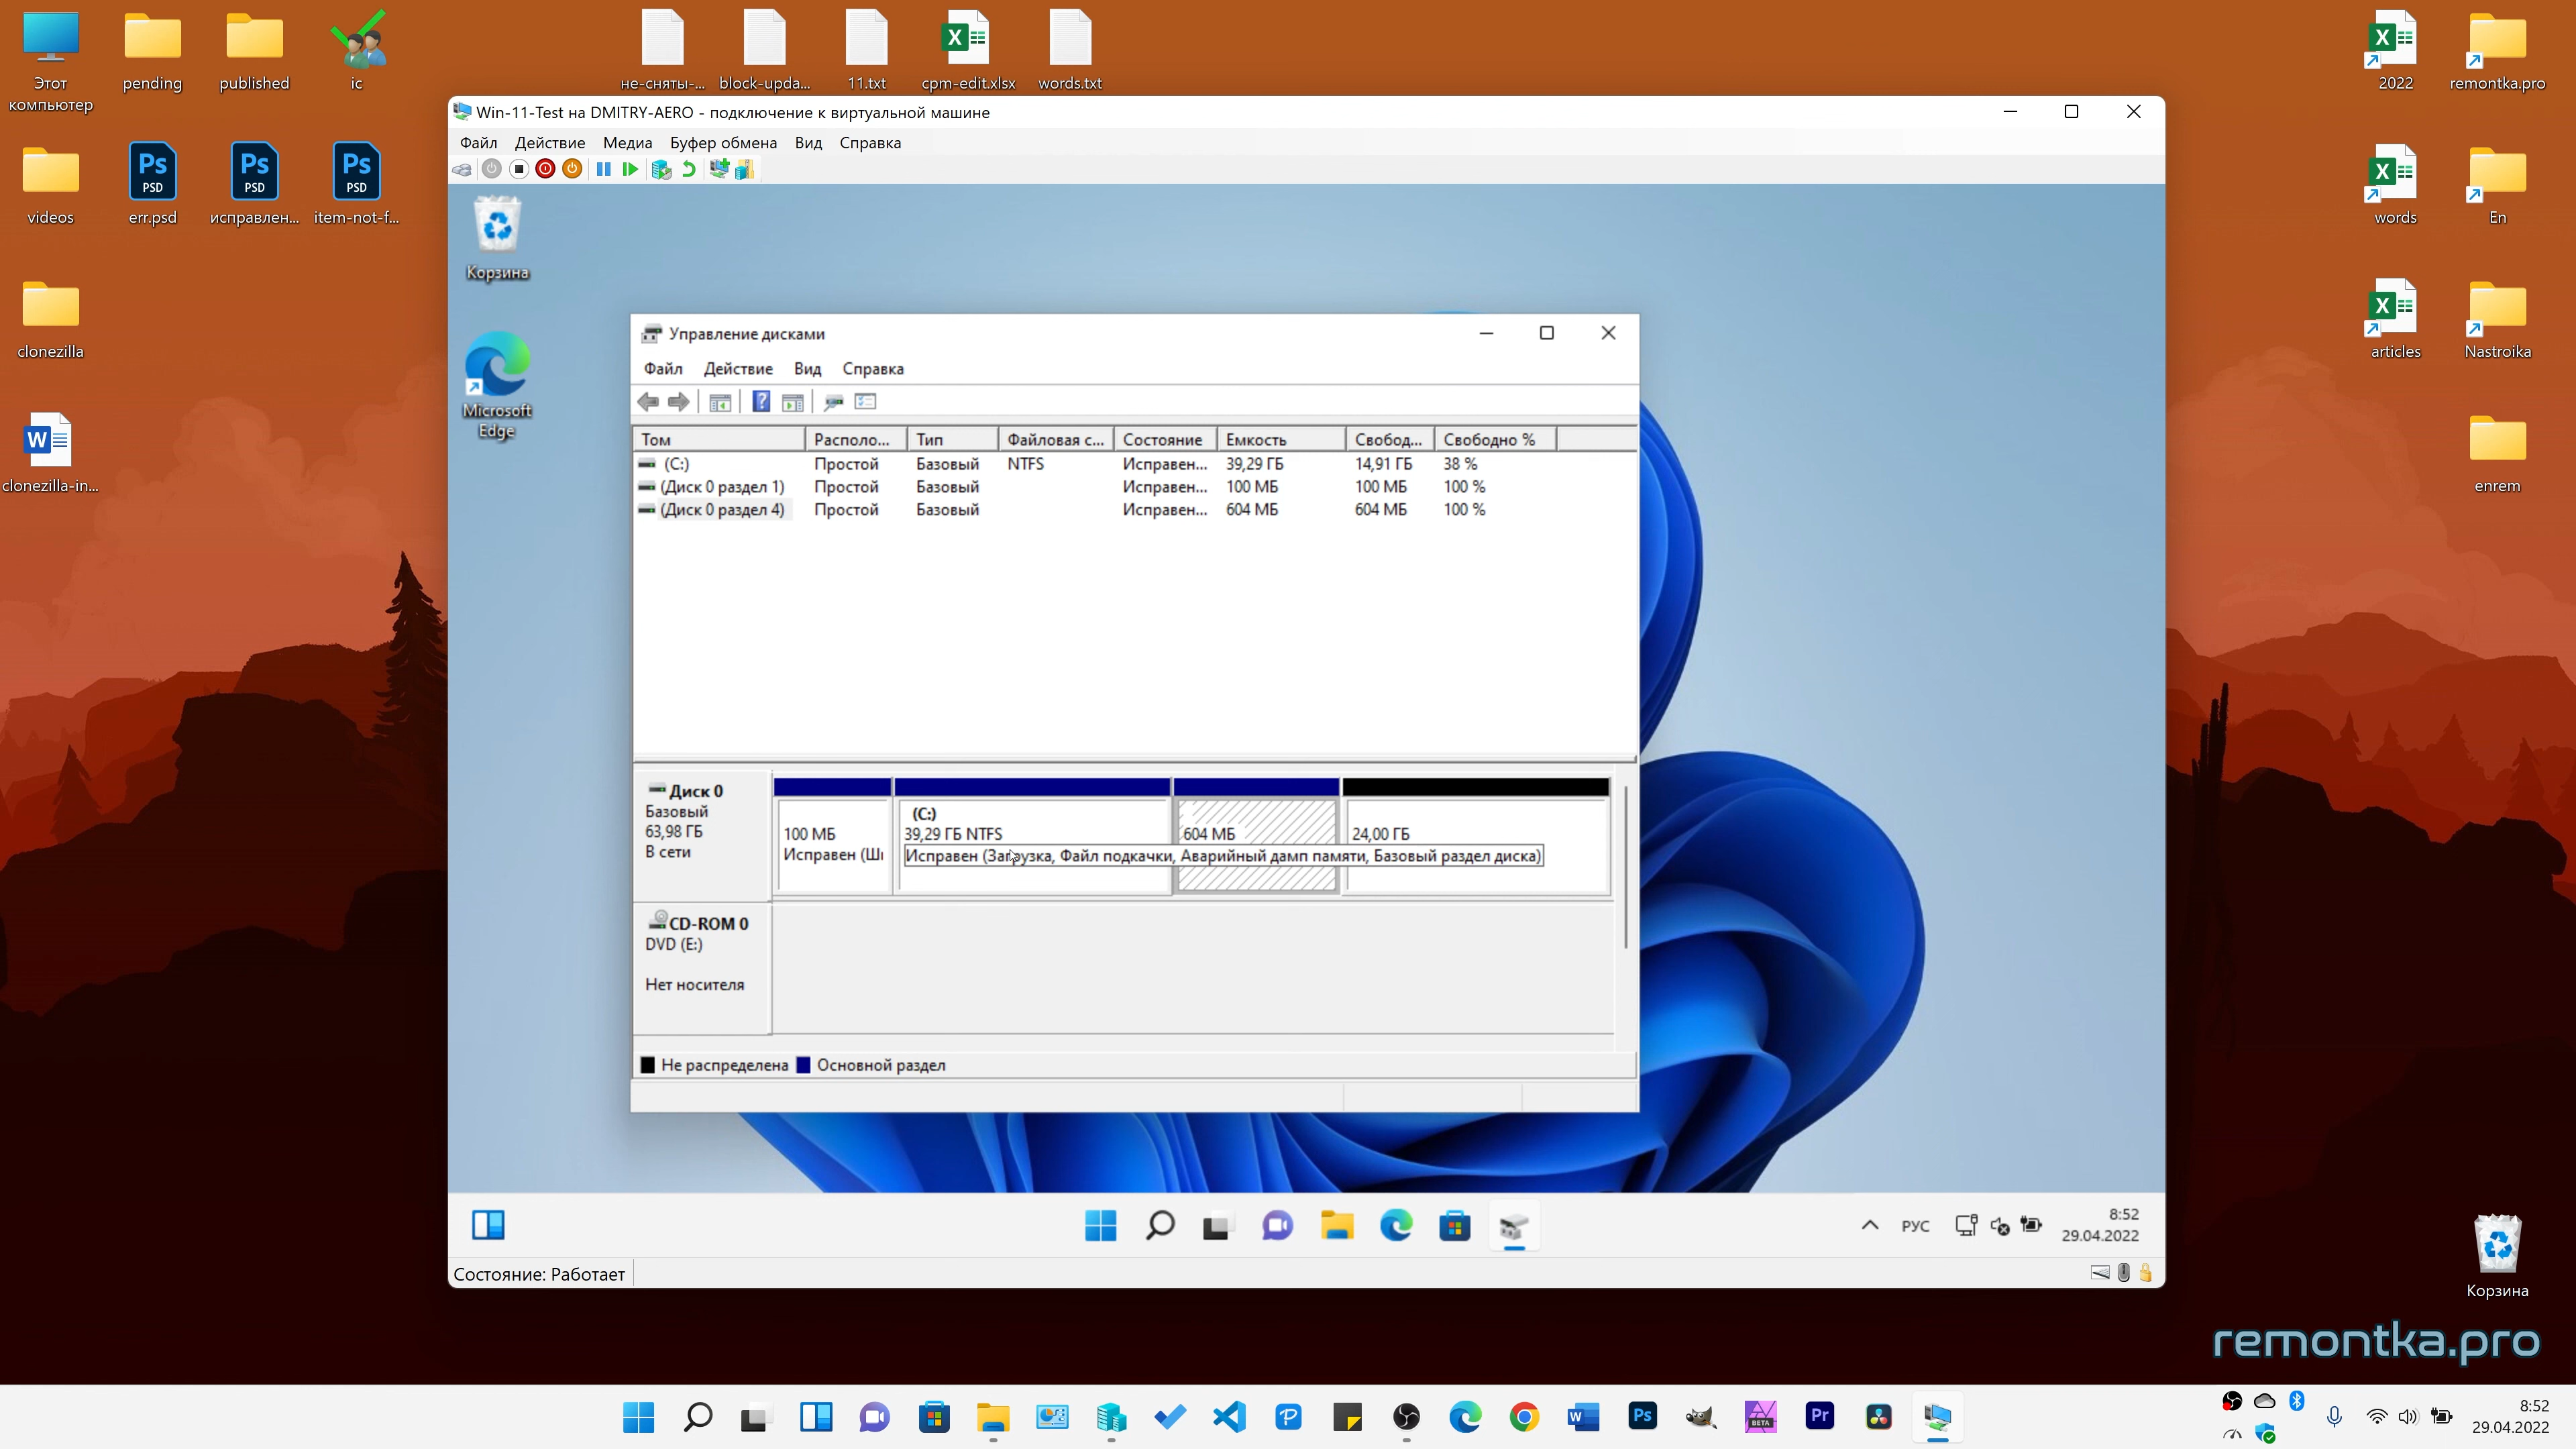 Этот компьютер
pending
published
ic
не-сняты-...
block-upda...
11.txt
cpm-edit.xlsx
words.txt
2022
remontka.pro
videos
err.psd
исправлен...
item-not-f...
words
En
clonezilla
articles
Nastroika
clonezilla-in...
enrem
Корзина
Win-11-Test на DMITRY-AERO - подключение к виртуальной машине
Файл Действие Медиа Буфер обмена Вид Справка
Корзина
Microsoft Edge
Управление дисками
Файл Действие Вид Справка
Том Располо... Тип Файловая с... Состояние Емкость Свобод... Свободно %
(C:) Простой Базовый NTFS Исправен... 39,29 ГБ 14,91 ГБ 38 %
(Диск 0 раздел 1) Простой Базовый Исправен... 100 МБ 100 МБ 100 %
(Диск 0 раздел 4) Простой Базовый Исправен... 604 МБ 604 МБ 100 %
Диск 0
Базовый
63,98 ГБ
В сети
100 МБ
Исправен (Ш
(C:)
39,29 ГБ NTFS
Исправен (Загрузка, Файл подкачки, Аварийный дамп памяти, Базовый раздел диска)
604 МБ
24,00 ГБ
CD-ROM 0
DVD (E:)
Нет носителя
Не распределена Основной раздел
РУС
8:52
29.04.2022
Состояние: Работает
remontka.pro
8:52
29.04.2022